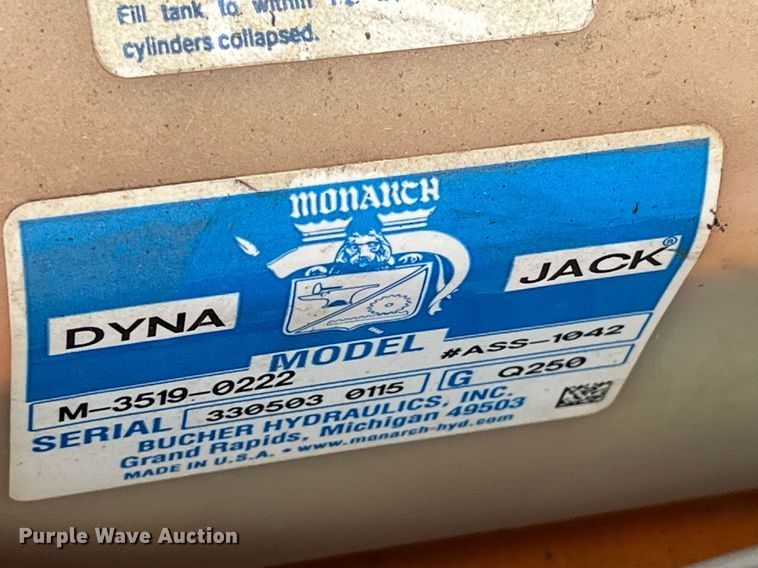 Fill tank to within
cylinders collapsed.
MONARCH
DYNA JACK®
MODEL
M-3519-0222 #ASS-1042
SERIAL 330503 0115 G Q250
BUCHER HYDRAULICS, INC.
Grand Rapids, Michigan 49503
MADE IN U.S.A. • www.monarch-hyd.com
Purple Wave Auction